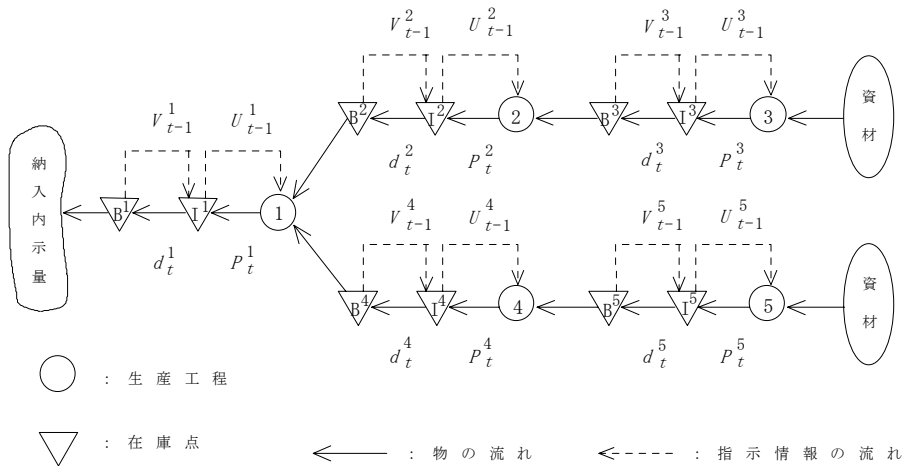 V²ₜ₋₁ U²ₜ₋₁ V³ₜ₋₁ U³ₜ₋₁
B² I² 2 B³ I³ 3 資材
d²ₜ P²ₜ d³ₜ P³ₜ
V¹ₜ₋₁ U¹ₜ₋₁
納入内示量 B¹ I¹ 1
d¹ₜ P¹ₜ
V⁴ₜ₋₁ U⁴ₜ₋₁ V⁵ₜ₋₁ U⁵ₜ₋₁
B⁴ I⁴ 4 B⁵ I⁵ 5 資材
d⁴ₜ P⁴ₜ d⁵ₜ P⁵ₜ
: 生産工程
: 在庫点
: 物の流れ
: 指示情報の流れ